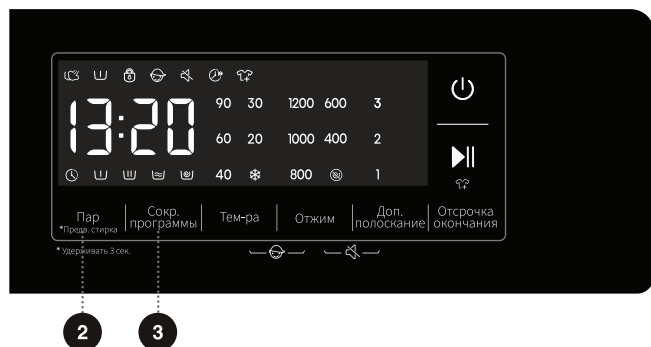 90 30 1200 600 3
13:20
60 20 1000 400 2
40 800 1
Пар
*Предв. стирка
Сокр.
программы
Тем-ра
Отжим
Доп.
полоскание
Отсрочка
окончания
* Удерживать 3 сек.
2 3